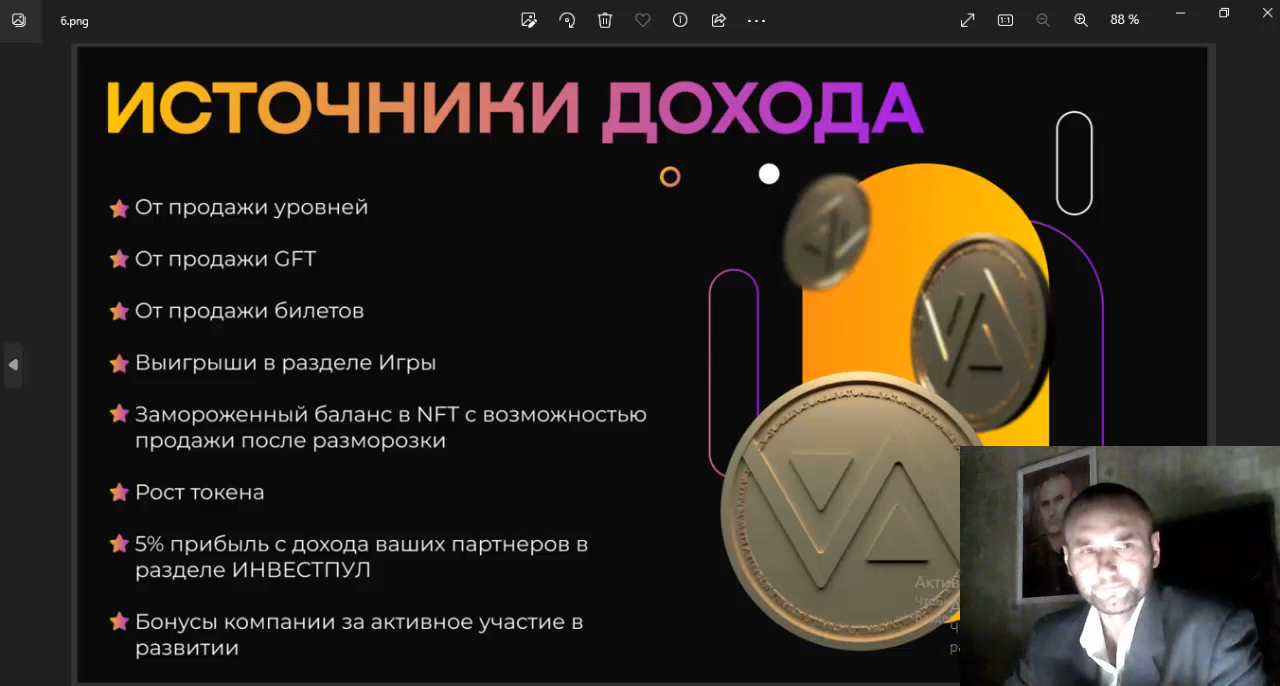 6.png
88 %
ИСТОЧНИКИ ДОХОДА
От продажи уровней
От продажи GFT
От продажи билетов
Выигрыши в разделе Игры
Замороженный баланс в NFT с возможностью
продажи после разморозки
Рост токена
5% прибыль с дохода ваших партнеров в
разделе ИНВЕСТПУЛ
Бонусы компании за активное участие в
развитии